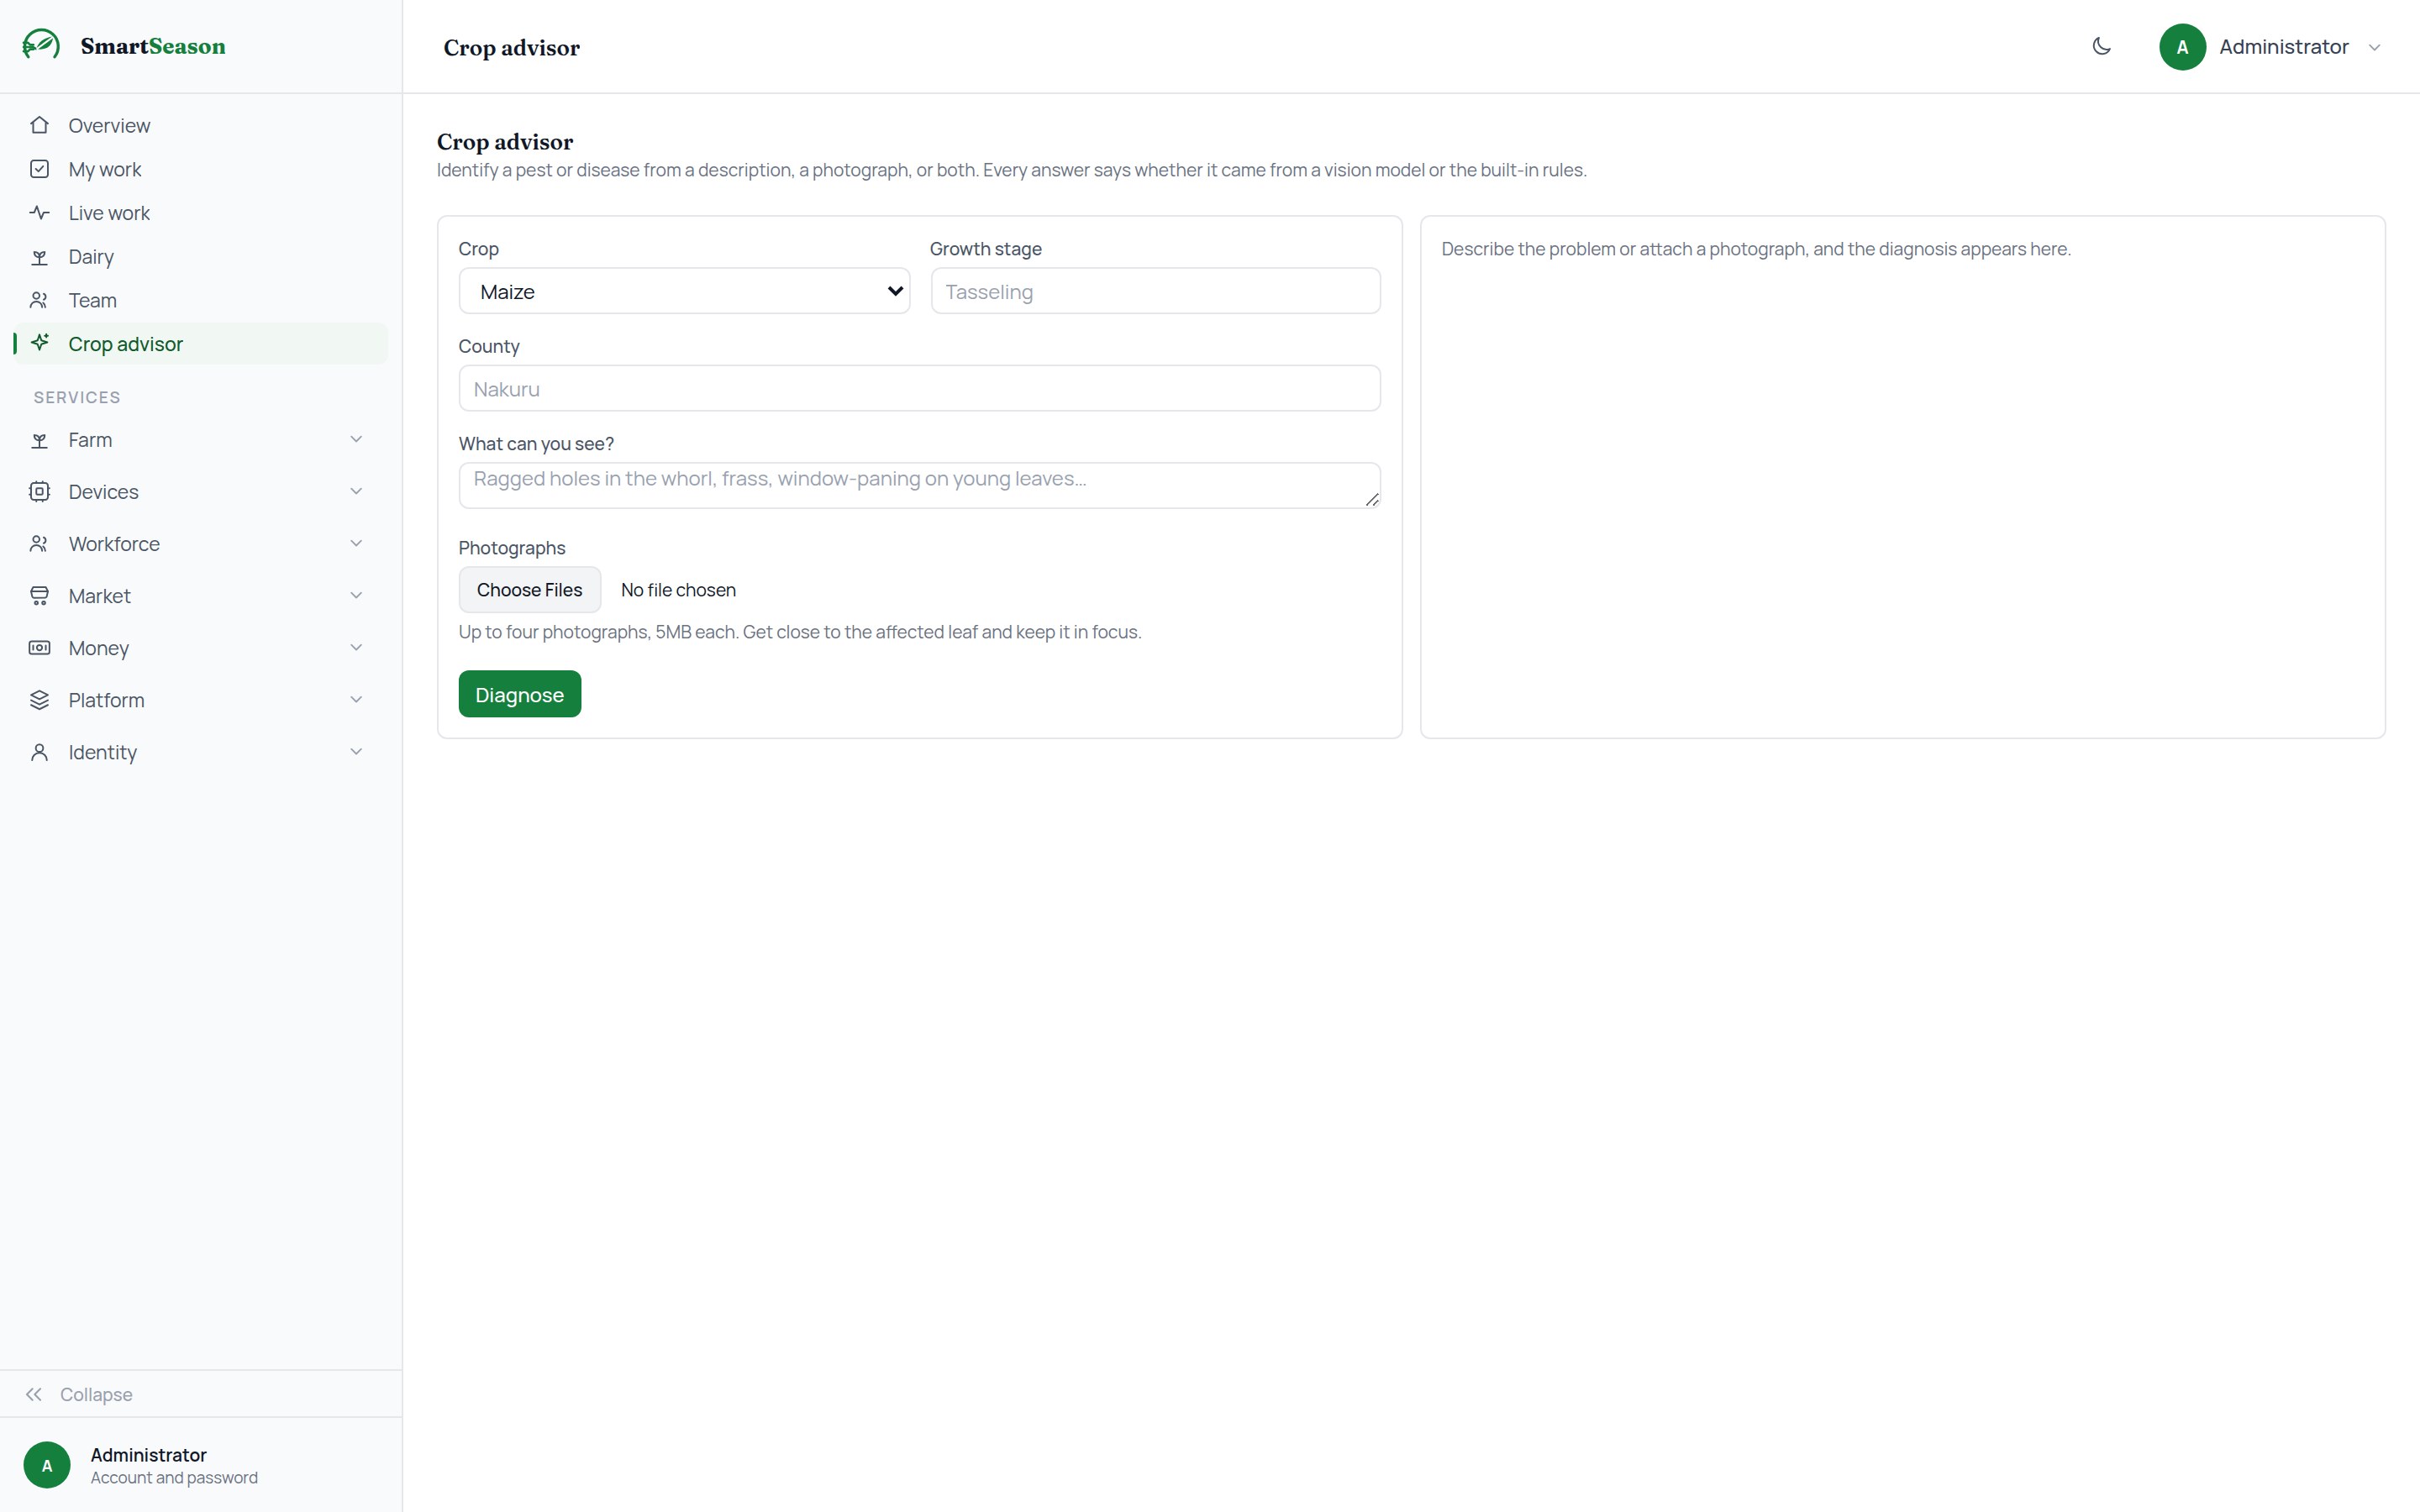 SmartSeason
Crop advisor
A
Administrator
Overview
My work
Live work
Dairy
Team
Crop advisor
SERVICES
Farm
Devices
Workforce
Market
Money
Platform
Identity
Collapse
A
Administrator
Account and password
Crop advisor
Identify a pest or disease from a description, a photograph, or both. Every answer says whether it came from a vision model or the built-in rules.
Crop
Growth stage
Maize
Tasseling
County
Nakuru
What can you see?
Ragged holes in the whorl, frass, window-paning on young leaves...
Photographs
Choose Files
No file chosen
Up to four photographs, 5MB each. Get close to the affected leaf and keep it in focus.
Diagnose
Describe the problem or attach a photograph, and the diagnosis appears here.